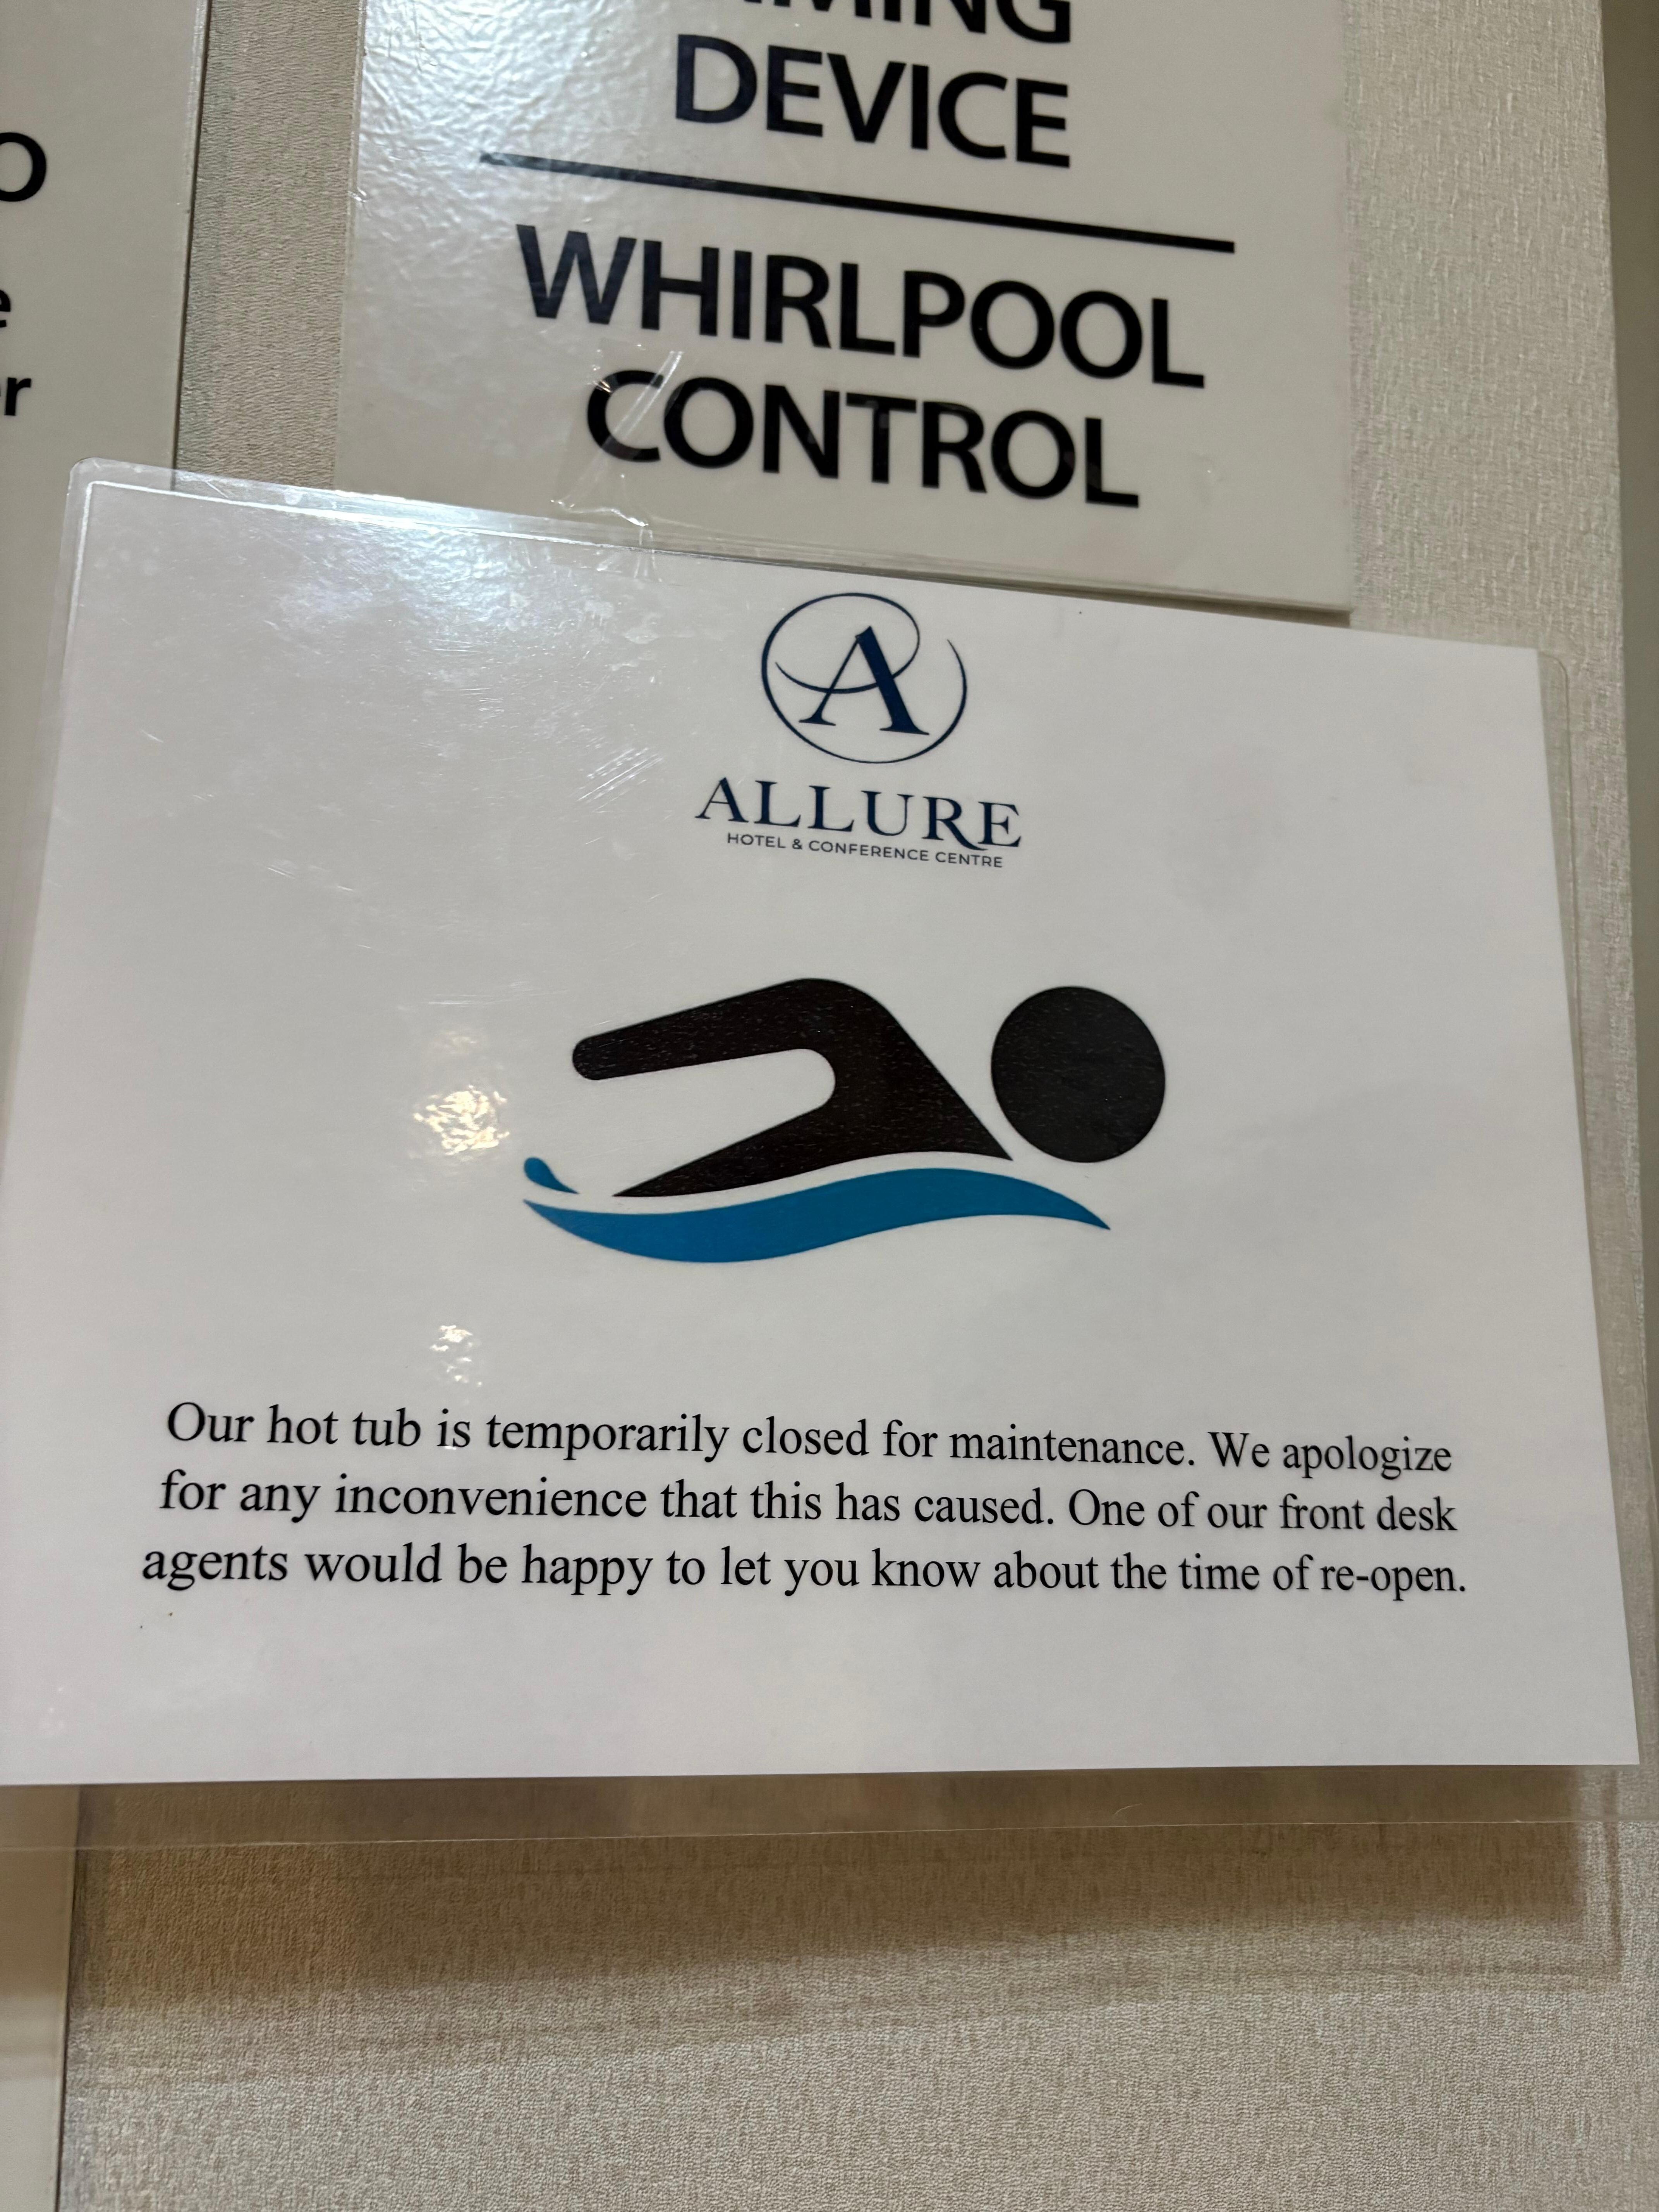 DEVICE
WHIRLPOOL
CONTROL
A
ALLURE
HOTEL & CONFERENCE CENTRE
Our hot tub is temporarily closed for maintenance. We apologize
for any inconvenience that this has caused. One of our front desk
agents would be happy to let you know about the time of re-open.